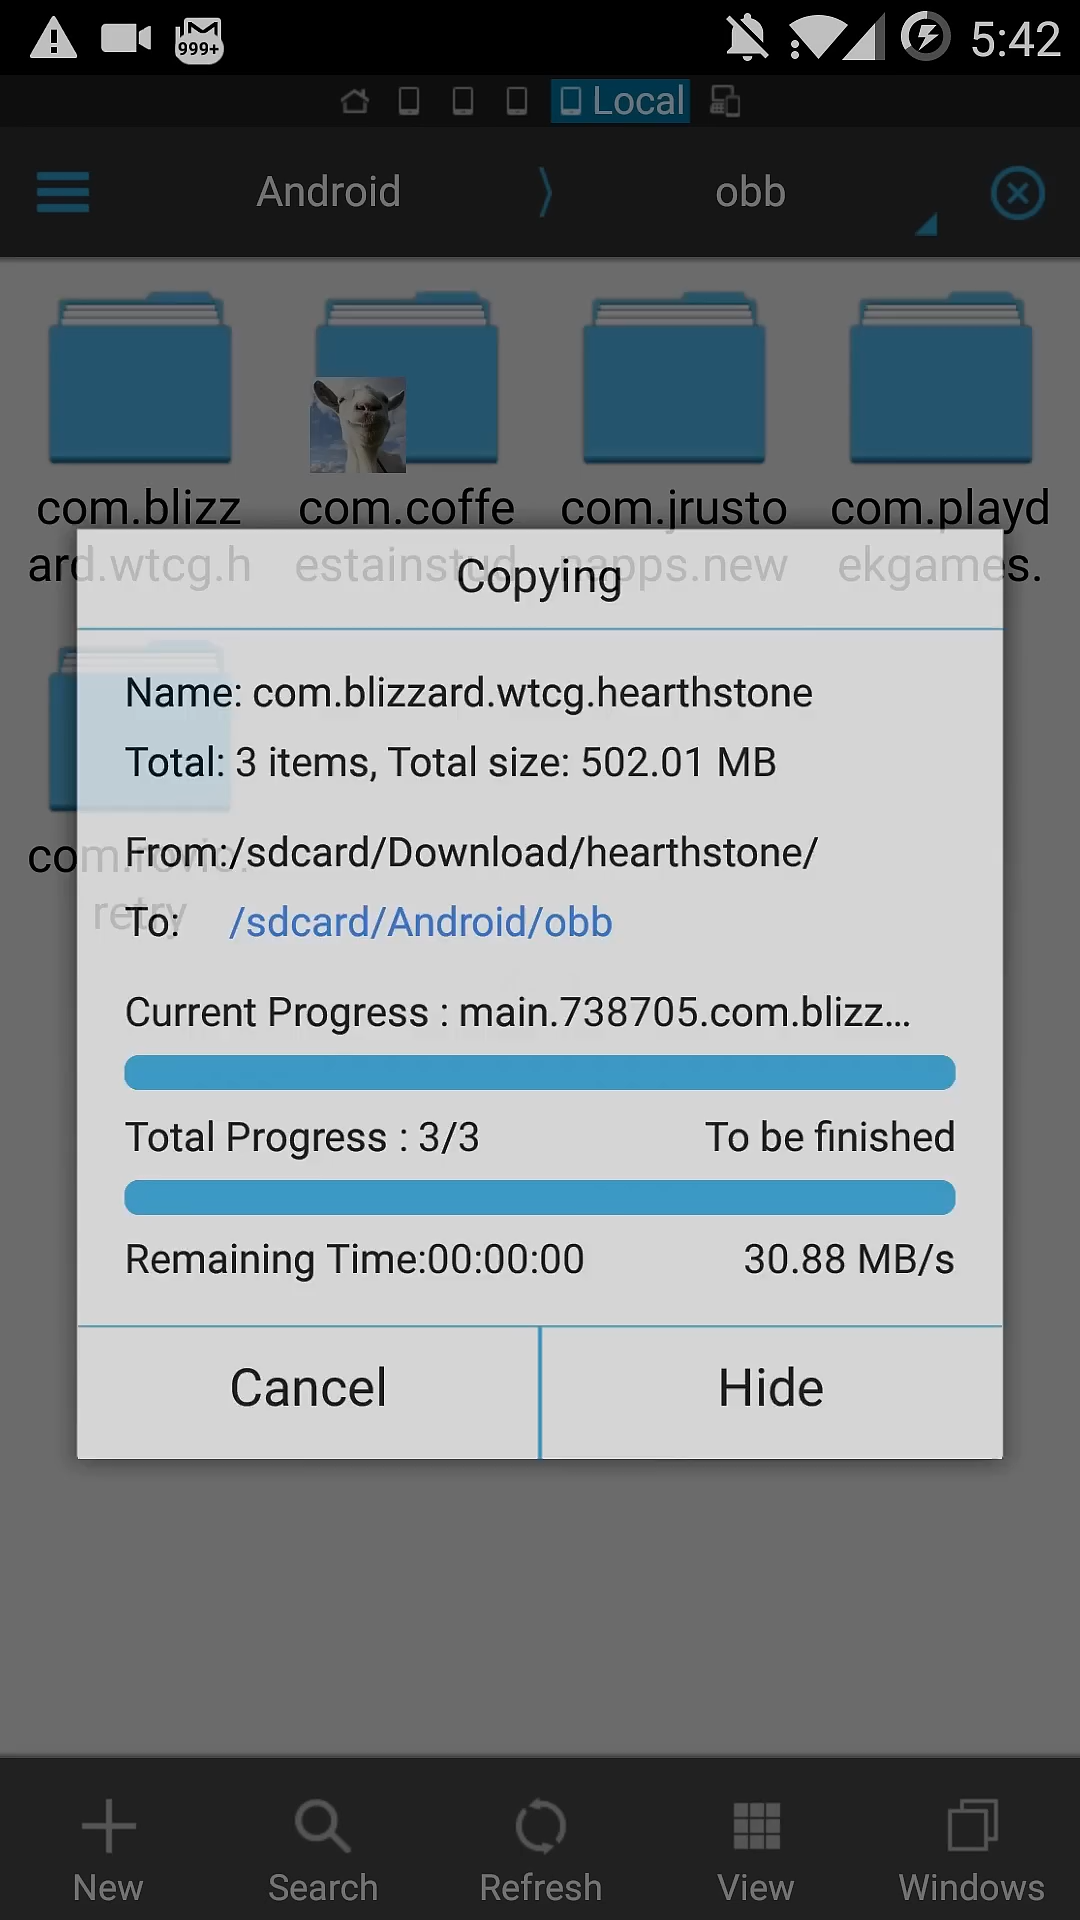 999+
5:42
Local
Android
obb
com.blizz
ard.wtcg.h
com.coffe
estainstud
com.jrusto
napps.new
com.playd
ekgames.
com.rovio.
retry
Copying
Name: com.blizzard.wtcg.hearthstone
Total: 3 items, Total size: 502.01 MB
From:/sdcard/Download/hearthstone/
To: /sdcard/Android/obb
Current Progress : main.738705.com.blizz...
Total Progress : 3/3 To be finished
Remaining Time:00:00:00 30.88 MB/s
Cancel
Hide
New
Search
Refresh
View
Windows